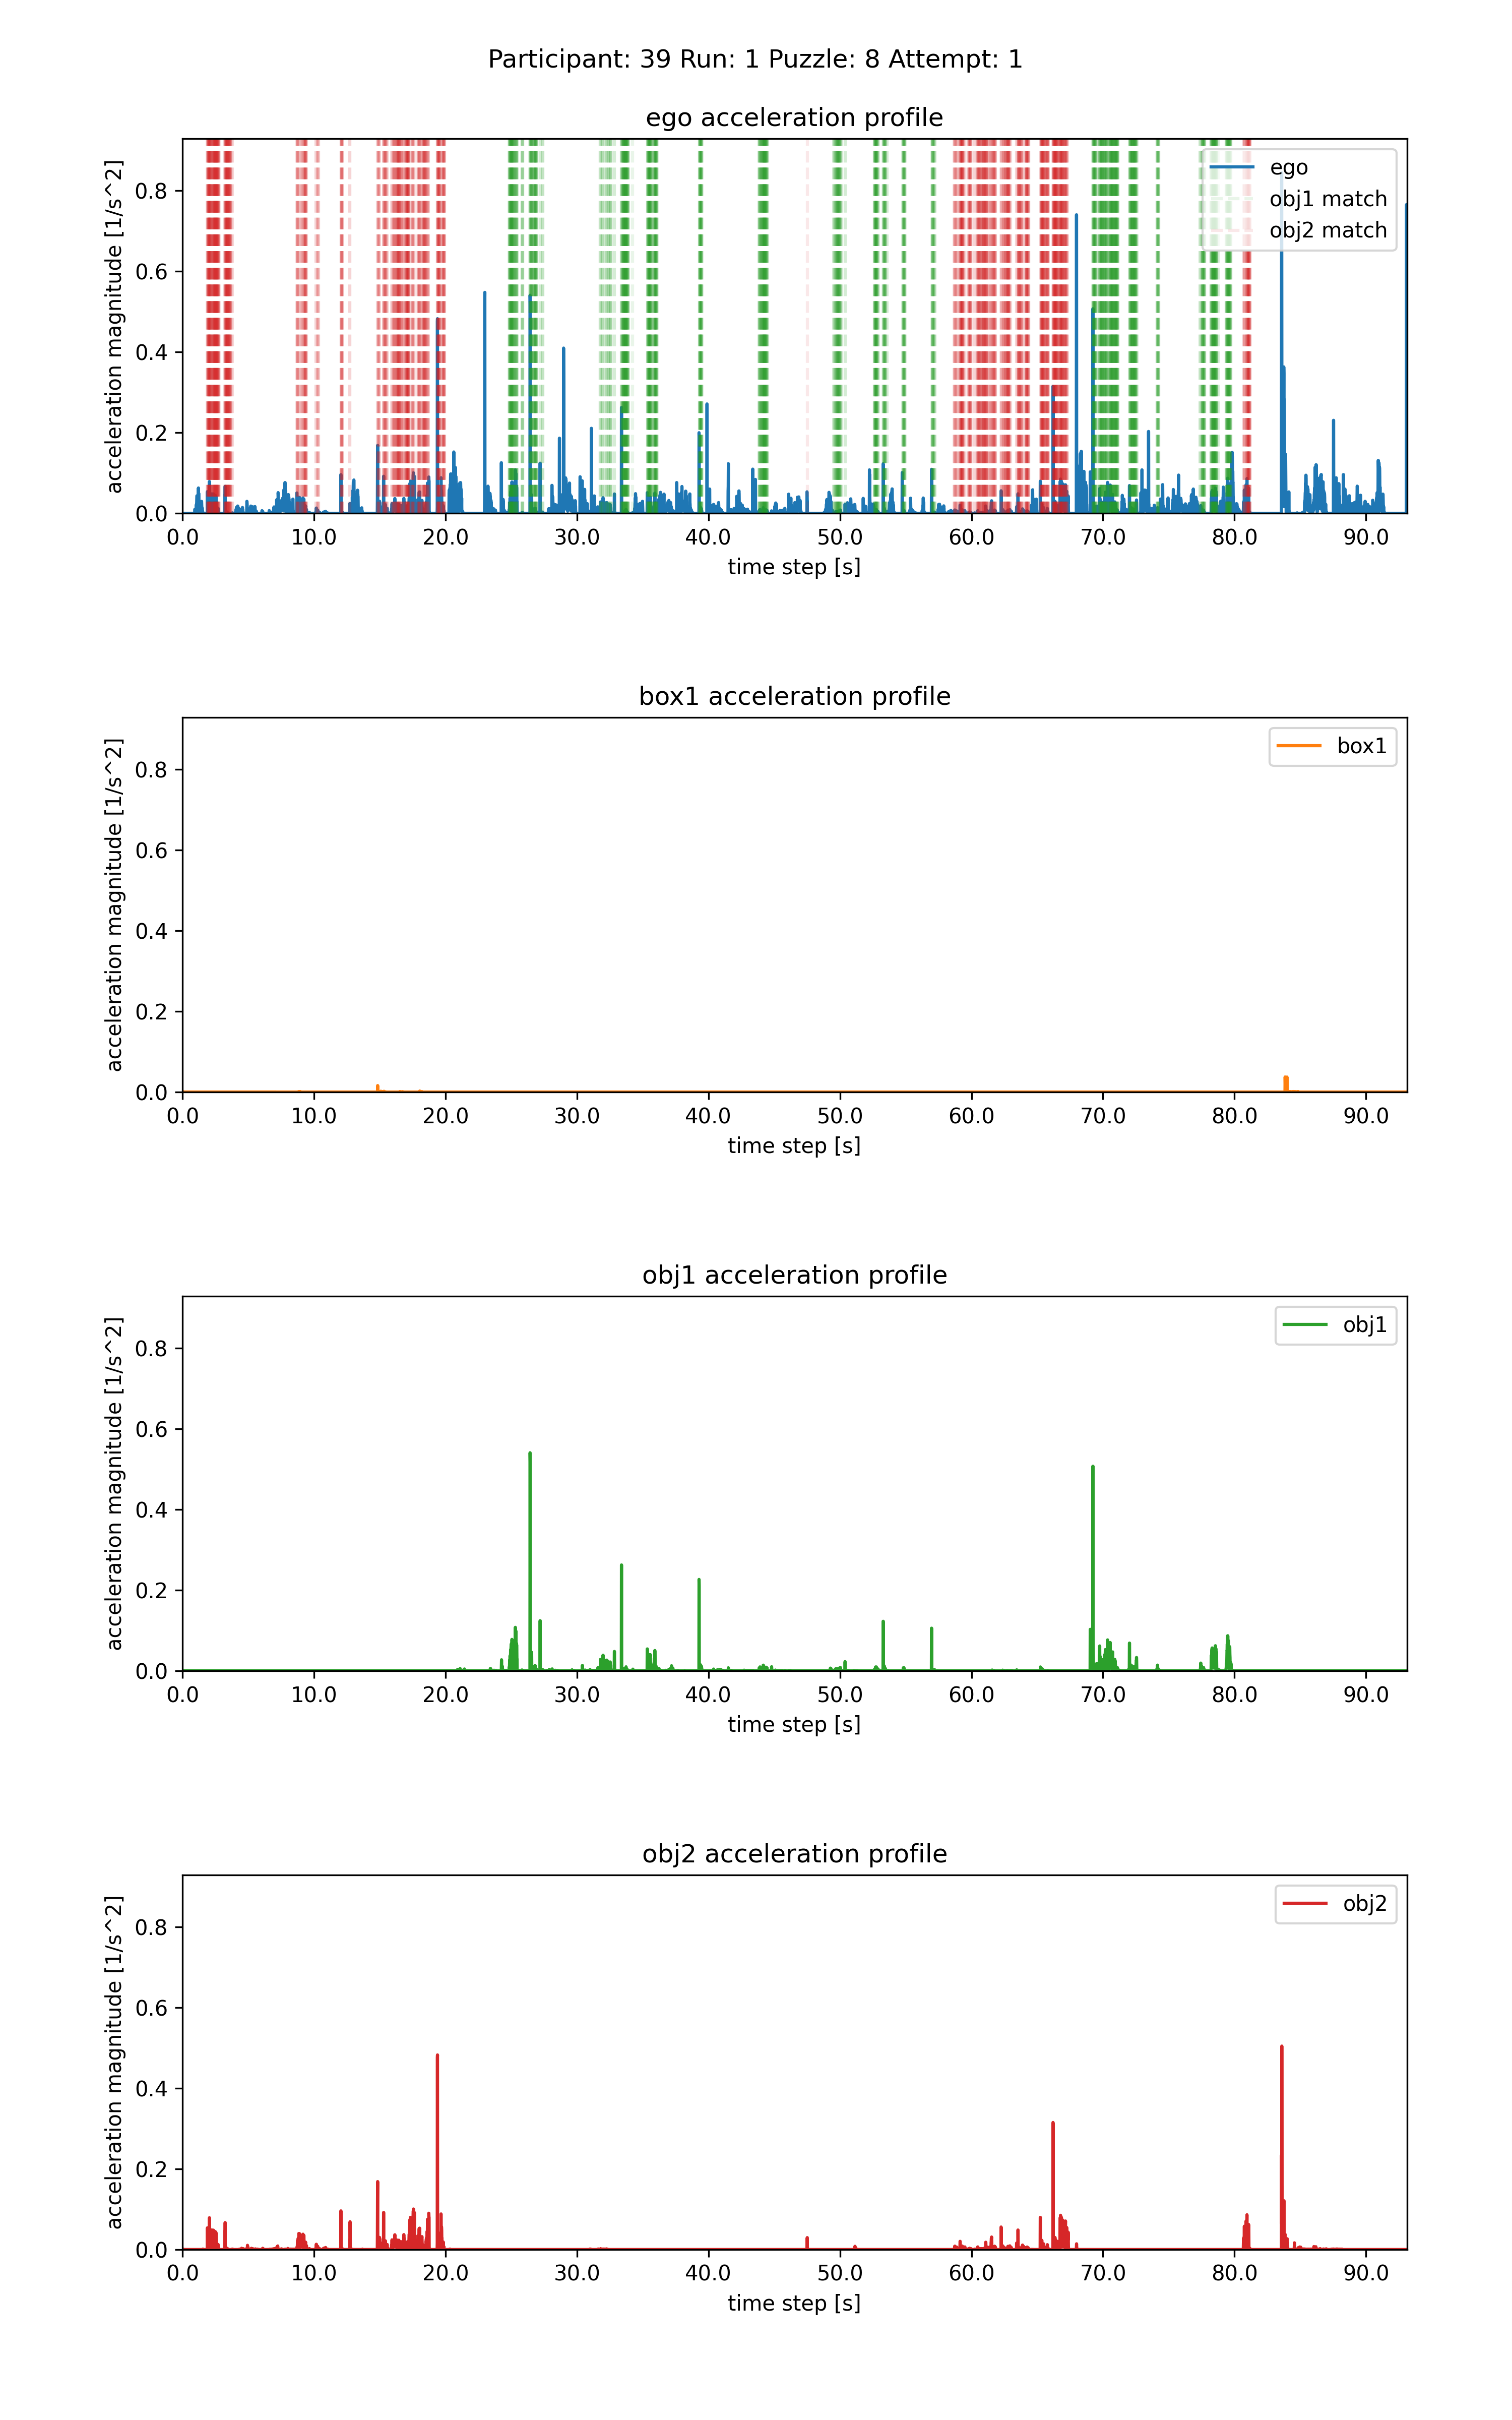 Participant: 39 Run: 1 Puzzle: 8 Attempt: 1
ego acceleration profile
acceleration magnitude [1/s^2]
0.8
0.6
0.4
0.2
0.0
ego
obj1 match
obj2 match
0.0 10.0 20.0 30.0 40.0 50.0 60.0 70.0 80.0 90.0
time step [s]
box1 acceleration profile
acceleration magnitude [1/s^2]
0.8
0.6
0.4
0.2
0.0
box1
0.0 10.0 20.0 30.0 40.0 50.0 60.0 70.0 80.0 90.0
time step [s]
obj1 acceleration profile
acceleration magnitude [1/s^2]
0.8
0.6
0.4
0.2
0.0
obj1
0.0 10.0 20.0 30.0 40.0 50.0 60.0 70.0 80.0 90.0
time step [s]
obj2 acceleration profile
acceleration magnitude [1/s^2]
0.8
0.6
0.4
0.2
0.0
obj2
0.0 10.0 20.0 30.0 40.0 50.0 60.0 70.0 80.0 90.0
time step [s]